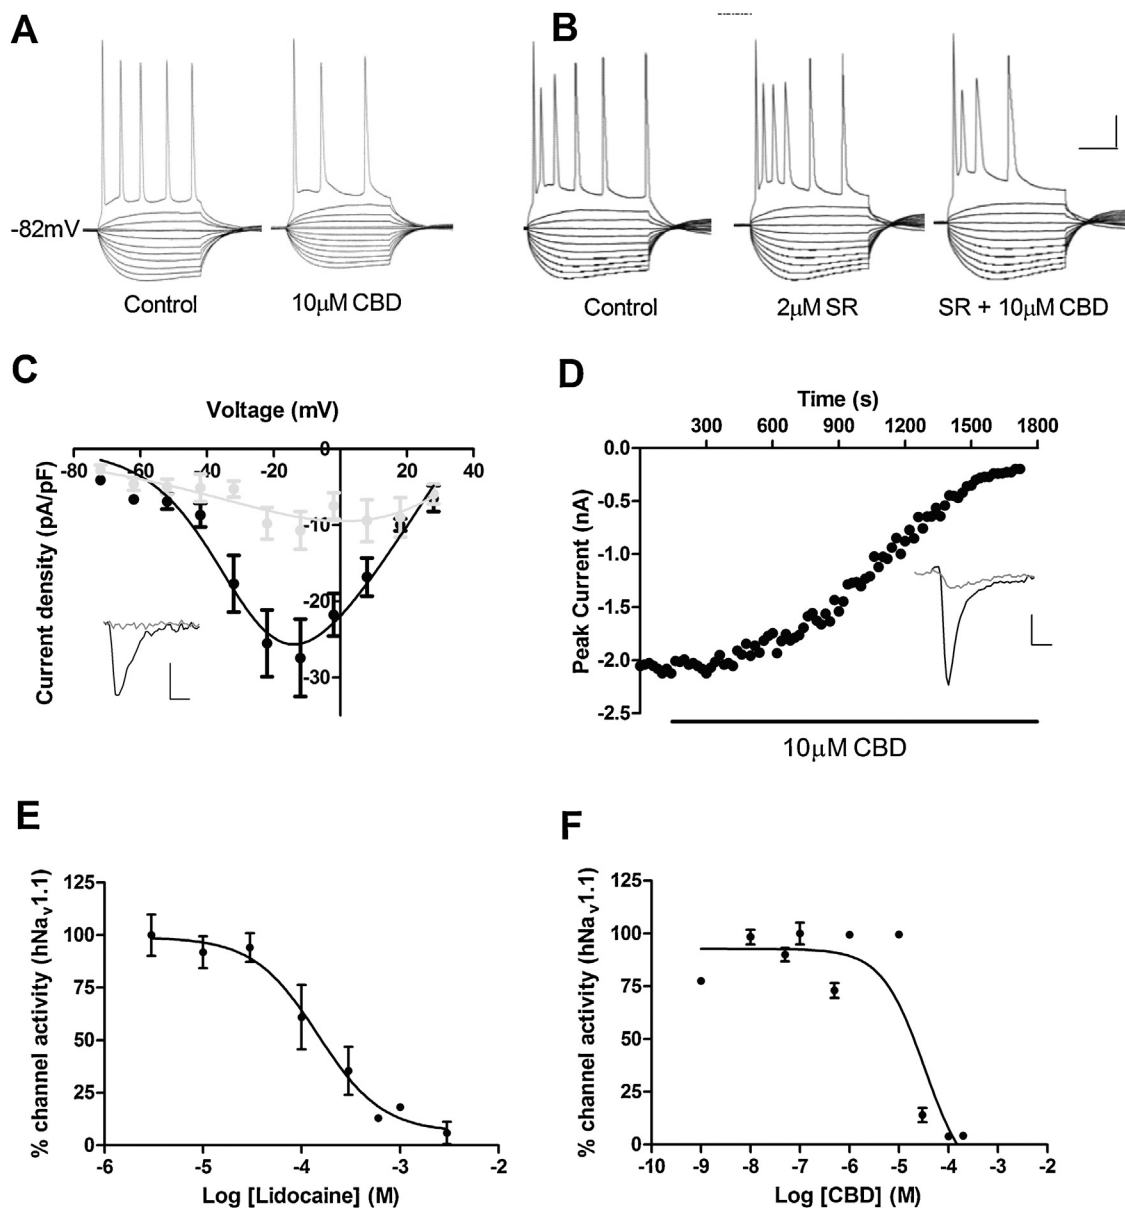 A
B
-82mV
Control
10μM CBD
Control
2μM SR
SR + 10μM CBD
C
Voltage (mV)
-80
-60
-40
-20
0
20
40
-10
-20
-30
Current density (pA/pF)
D
Time (s)
300
600
900
1200
1500
1800
0.0
-0.5
-1.0
-1.5
-2.0
-2.5
Peak Current (nA)
10μM CBD
E
% channel activity (hNav1.1)
125
100
75
50
25
0
-6
-5
-4
-3
-2
Log [Lidocaine] (M)
F
% channel activity (hNav1.1)
125
100
75
50
25
0
-10
-9
-8
-7
-6
-5
-4
-3
-2
Log [CBD] (M)